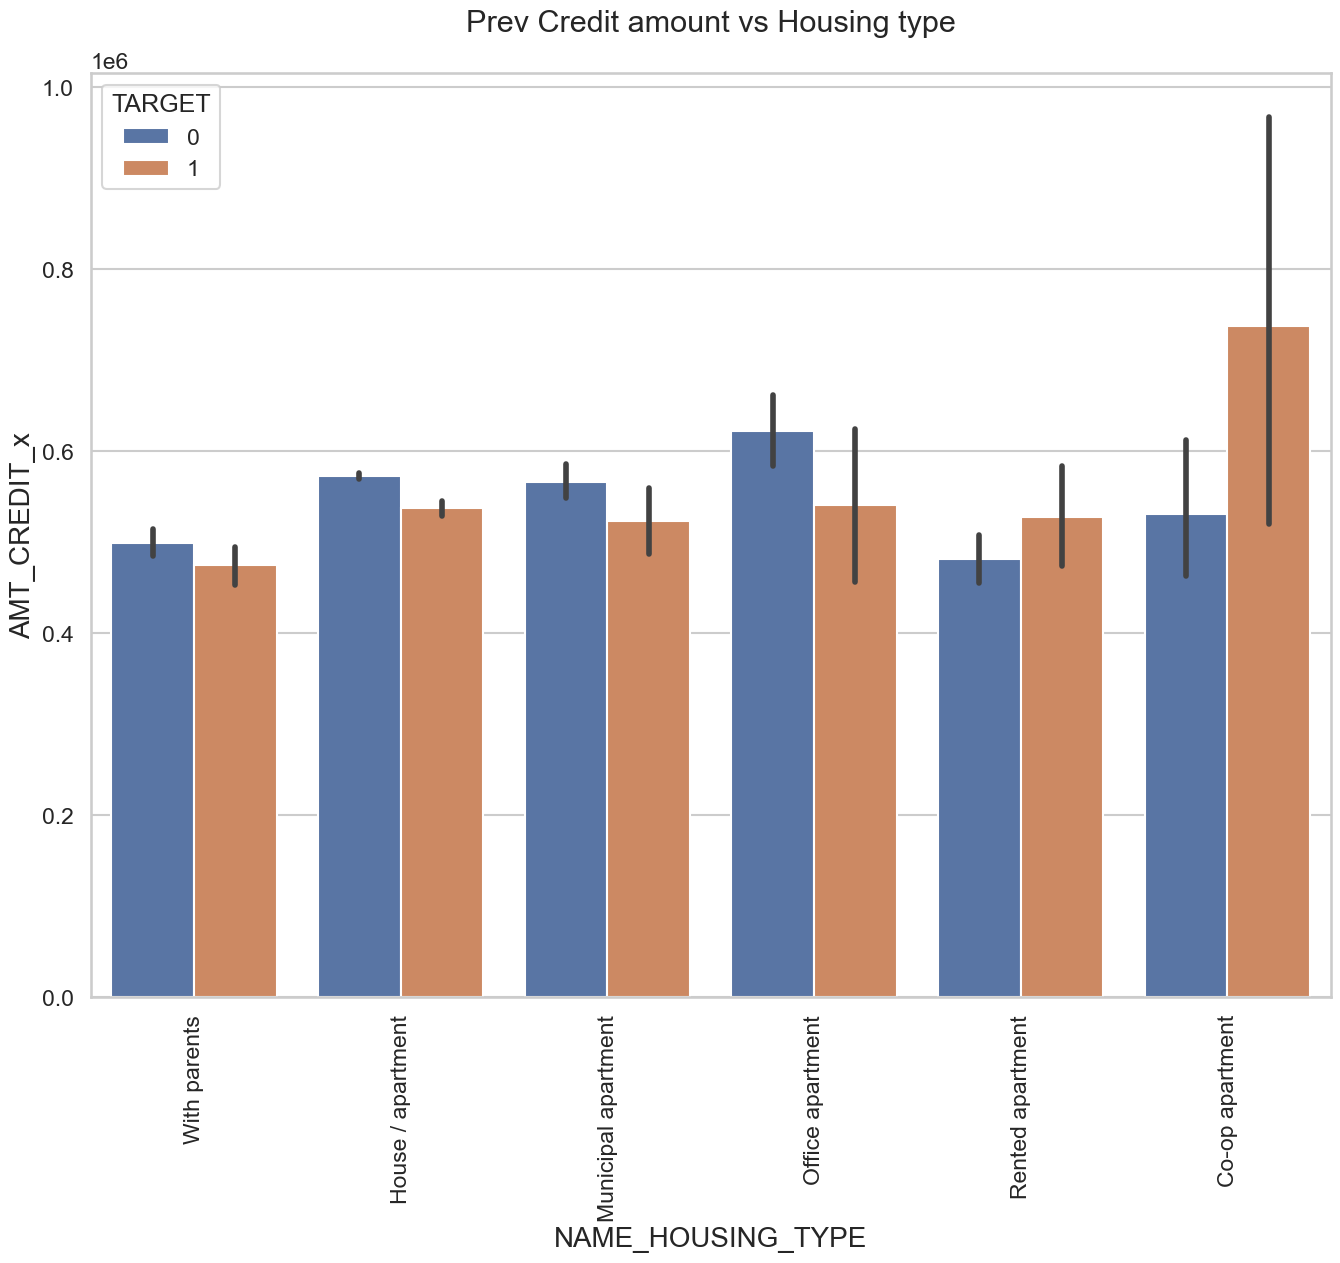 Prev Credit amount vs Housing type
1e6
1.0
0.8
0.6
0.4
0.2
0.0
AMT_CREDIT_x
TARGET
0
1
With parents
House / apartment
Municipal apartment
Office apartment
Rented apartment
Co-op apartment
NAME_HOUSING_TYPE